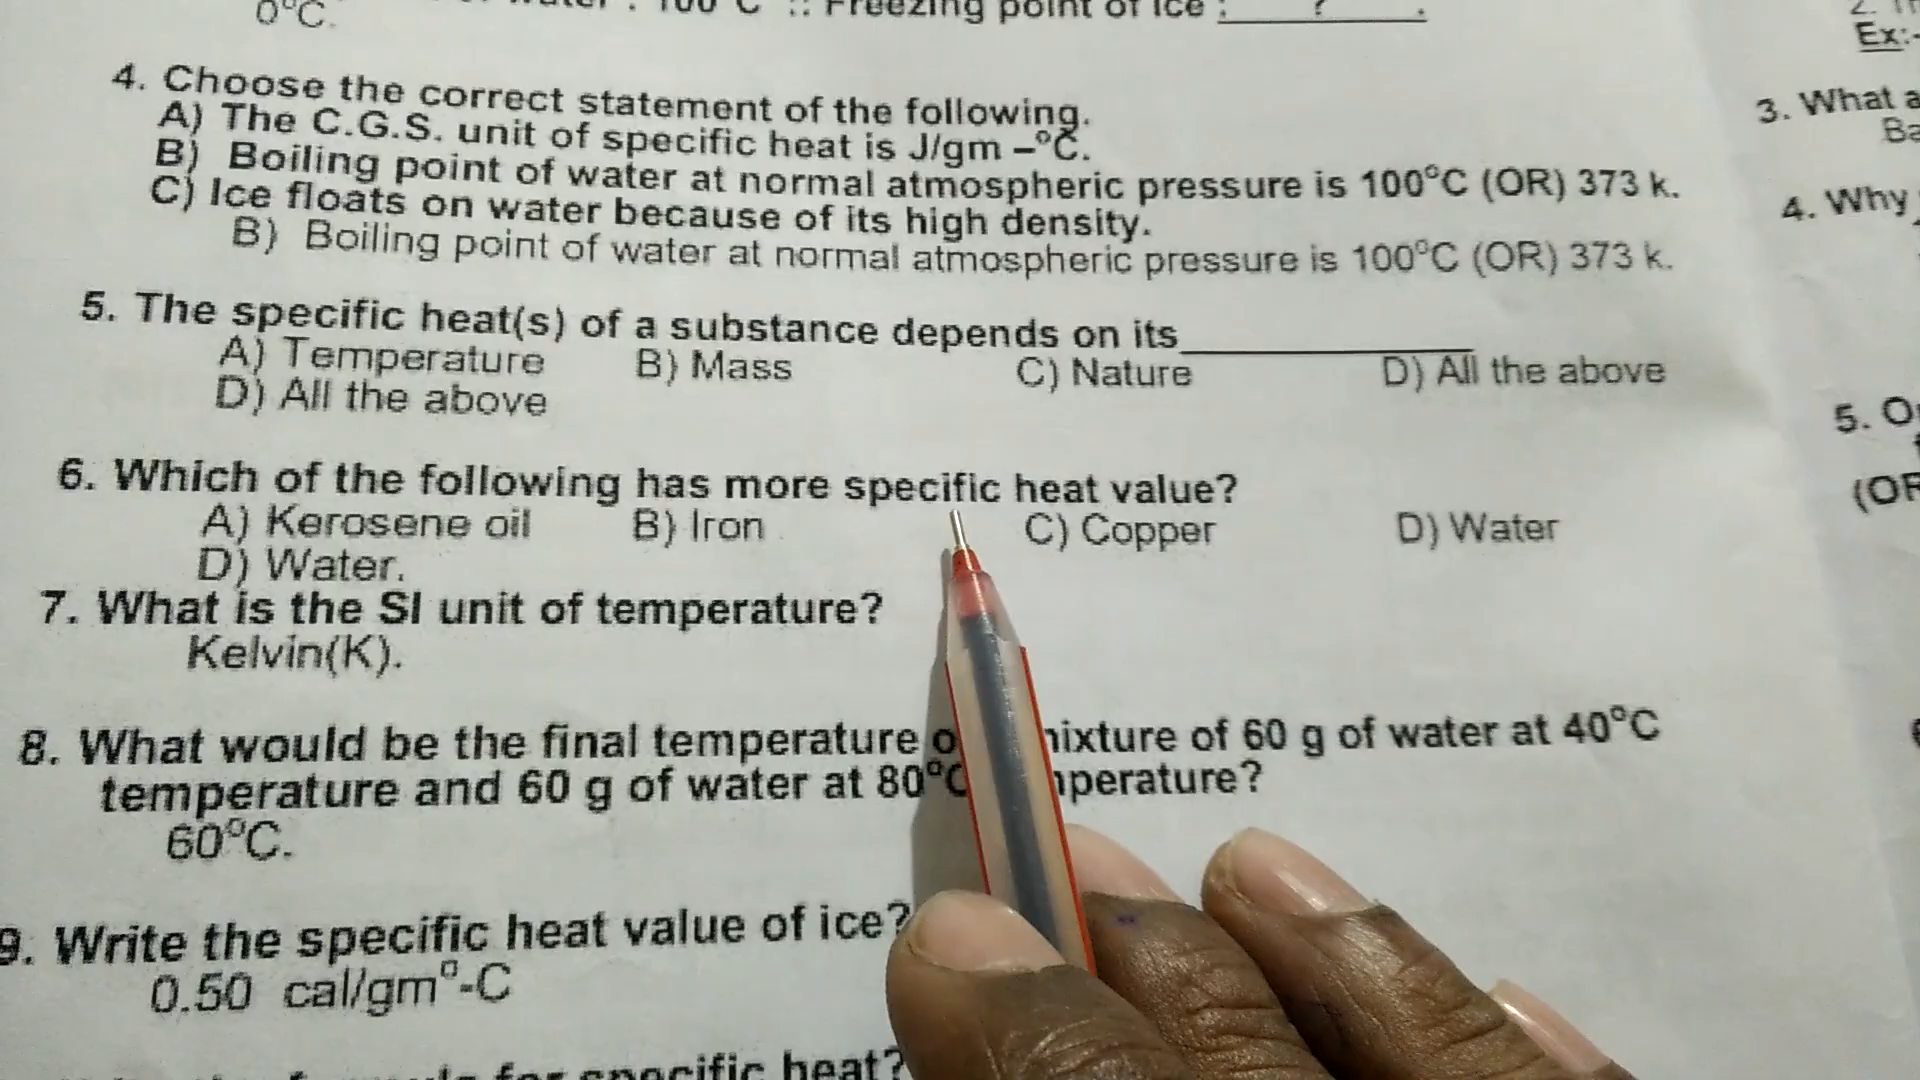 0°C.
100°C :: Freezing point of ice : ? .
4. Choose the correct statement of the following.
A) The C.G.S. unit of specific heat is J/gm –°C.
B) Boiling point of water at normal atmospheric pressure is 100°C (OR) 373 k.
C) Ice floats on water because of its high density.
B) Boiling point of water at normal atmospheric pressure is 100°C (OR) 373 k.
5. The specific heat(s) of a substance depends on its____________
A) Temperature B) Mass C) Nature D) All the above
D) All the above
6. Which of the following has more specific heat value?
A) Kerosene oil B) Iron C) Copper D) Water
D) Water.
7. What is the SI unit of temperature?
Kelvin(K).
8. What would be the final temperature mixture of 60 g of water at 40°C
temperature and 60 g of water at 80°C temperature?
60°C.
9. Write the specific heat value of ice?
0.50 cal/gm°-C
for specific heat?
Ex:-
3. What
4. Why
5.
(OR